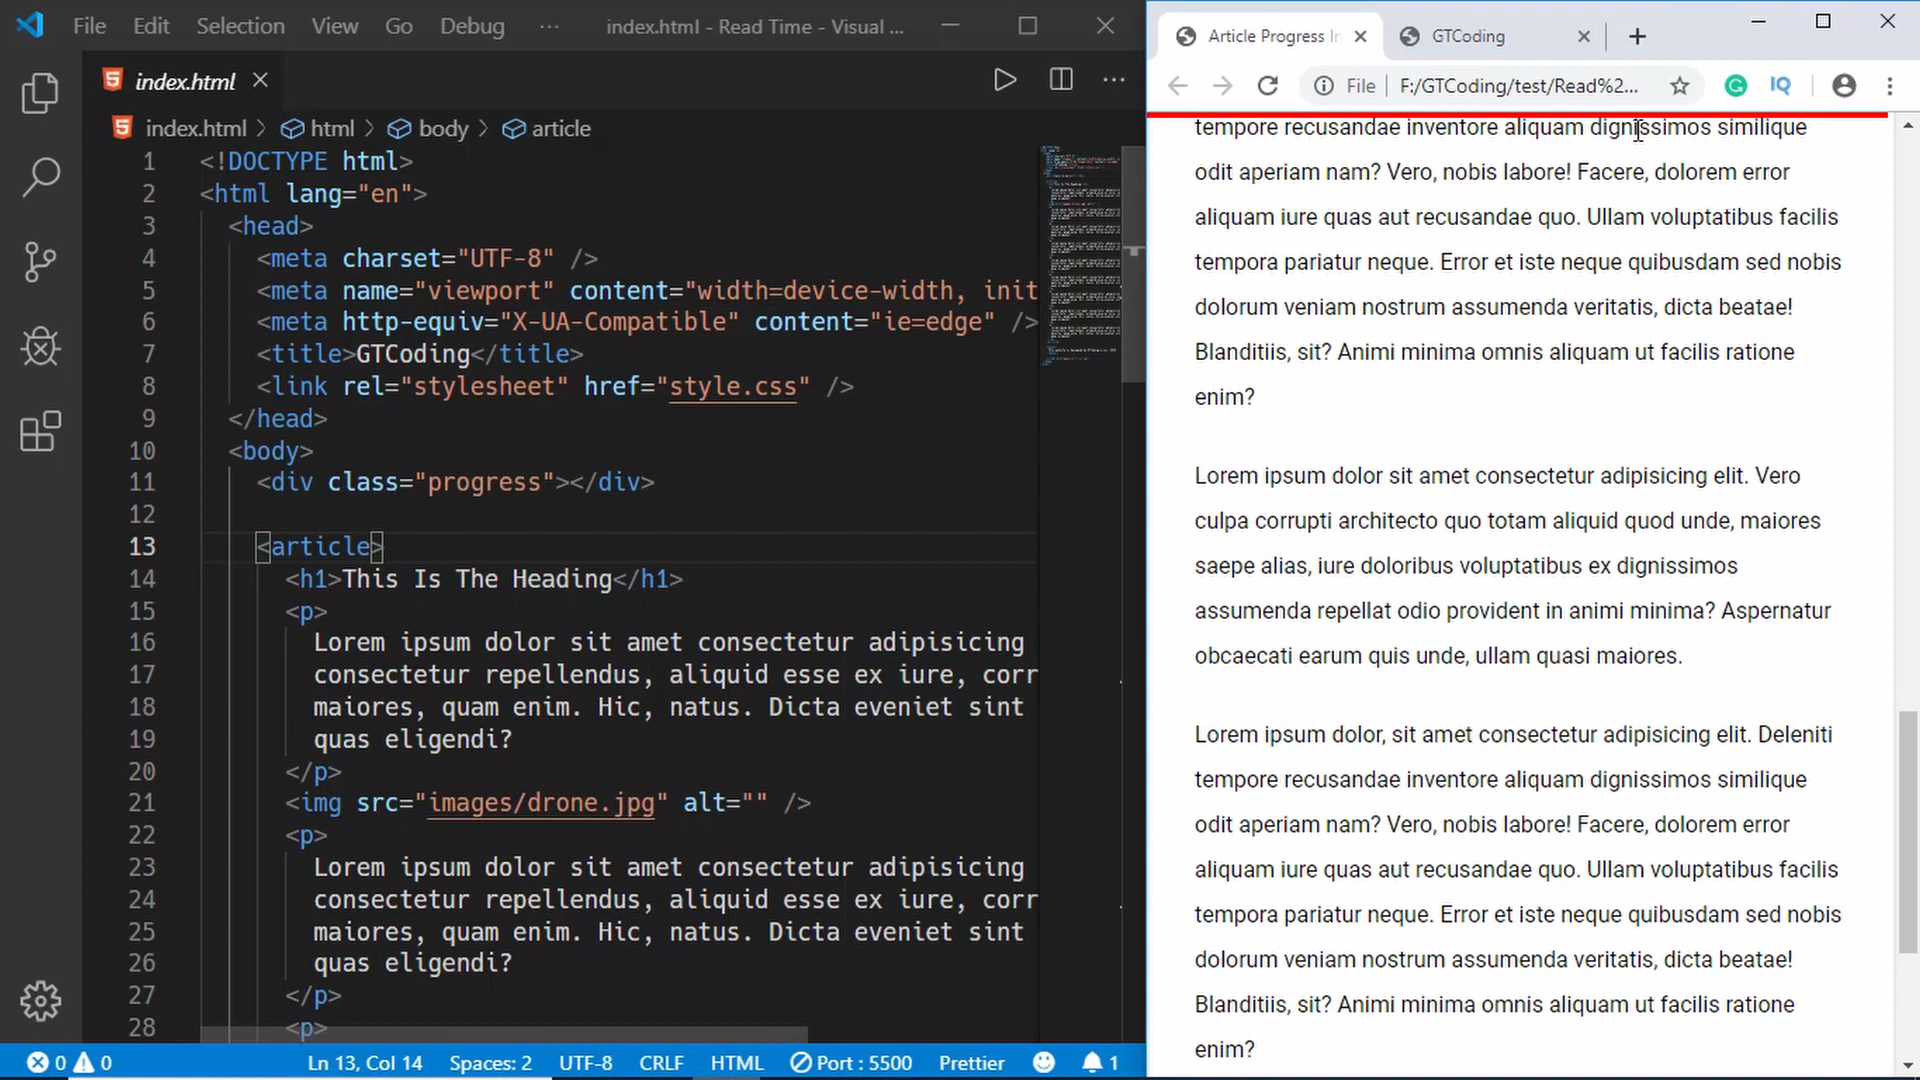 File Edit Selection View Go Debug ··· index.html - Read Time - Visual ...
index.html
index.html > html > body > article
1 <!DOCTYPE html>
2 <html lang="en">
3 <head>
4 <meta charset="UTF-8" />
5 <meta name="viewport" content="width=device-width, init
6 <meta http-equiv="X-UA-Compatible" content="ie=edge" />
7 <title>GTCoding</title>
8 <link rel="stylesheet" href="style.css" />
9 </head>
10 <body>
11 <div class="progress"></div>
12
13 <article>
14 <h1>This Is The Heading</h1>
15 <p>
16 Lorem ipsum dolor sit amet consectetur adipisicing
17 consectetur repellendus, aliquid esse ex iure, corr
18 maiores, quam enim. Hic, natus. Dicta eveniet sint
19 quas eligendi?
20 </p>
21 <img src="images/drone.jpg" alt="" />
22 <p>
23 Lorem ipsum dolor sit amet consectetur adipisicing
24 consectetur repellendus, aliquid esse ex iure, corr
25 maiores, quam enim. Hic, natus. Dicta eveniet sint
26 quas eligendi?
27 </p>
28 <p>
0 0 Ln 13, Col 14 Spaces: 2 UTF-8 CRLF HTML Port : 5500 Prettier 1
Article Progress In GTCoding
File F:/GTCoding/test/Read%2... G IQ
tempore recusandae inventore aliquam dignissimos similique
odit aperiam nam? Vero, nobis labore! Facere, dolorem error
aliquam iure quas aut recusandae quo. Ullam voluptatibus facilis
tempora pariatur neque. Error et iste neque quibusdam sed nobis
dolorum veniam nostrum assumenda veritatis, dicta beatae!
Blanditiis, sit? Animi minima omnis aliquam ut facilis ratione
enim?
Lorem ipsum dolor sit amet consectetur adipisicing elit. Vero
culpa corrupti architecto quo totam aliquid quod unde, maiores
saepe alias, iure doloribus voluptatibus ex dignissimos
assumenda repellat odio provident in animi minima? Aspernatur
obcaecati earum quis unde, ullam quasi maiores.
Lorem ipsum dolor, sit amet consectetur adipisicing elit. Deleniti
tempore recusandae inventore aliquam dignissimos similique
odit aperiam nam? Vero, nobis labore! Facere, dolorem error
aliquam iure quas aut recusandae quo. Ullam voluptatibus facilis
tempora pariatur neque. Error et iste neque quibusdam sed nobis
dolorum veniam nostrum assumenda veritatis, dicta beatae!
Blanditiis, sit? Animi minima omnis aliquam ut facilis ratione
enim?